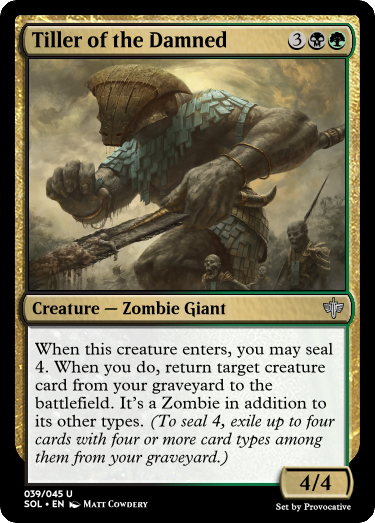 Tiller of the Damned 3
Creature — Zombie Giant
When this creature enters, you may seal
4. When you do, return target creature
card from your graveyard to the
battlefield. It's a Zombie in addition to
its other types. (To seal 4, exile up to four
cards with four or more card types among
them from your graveyard.)
4/4
039/045 U
SOL • EN Matt Cowdery
Set by Provocative